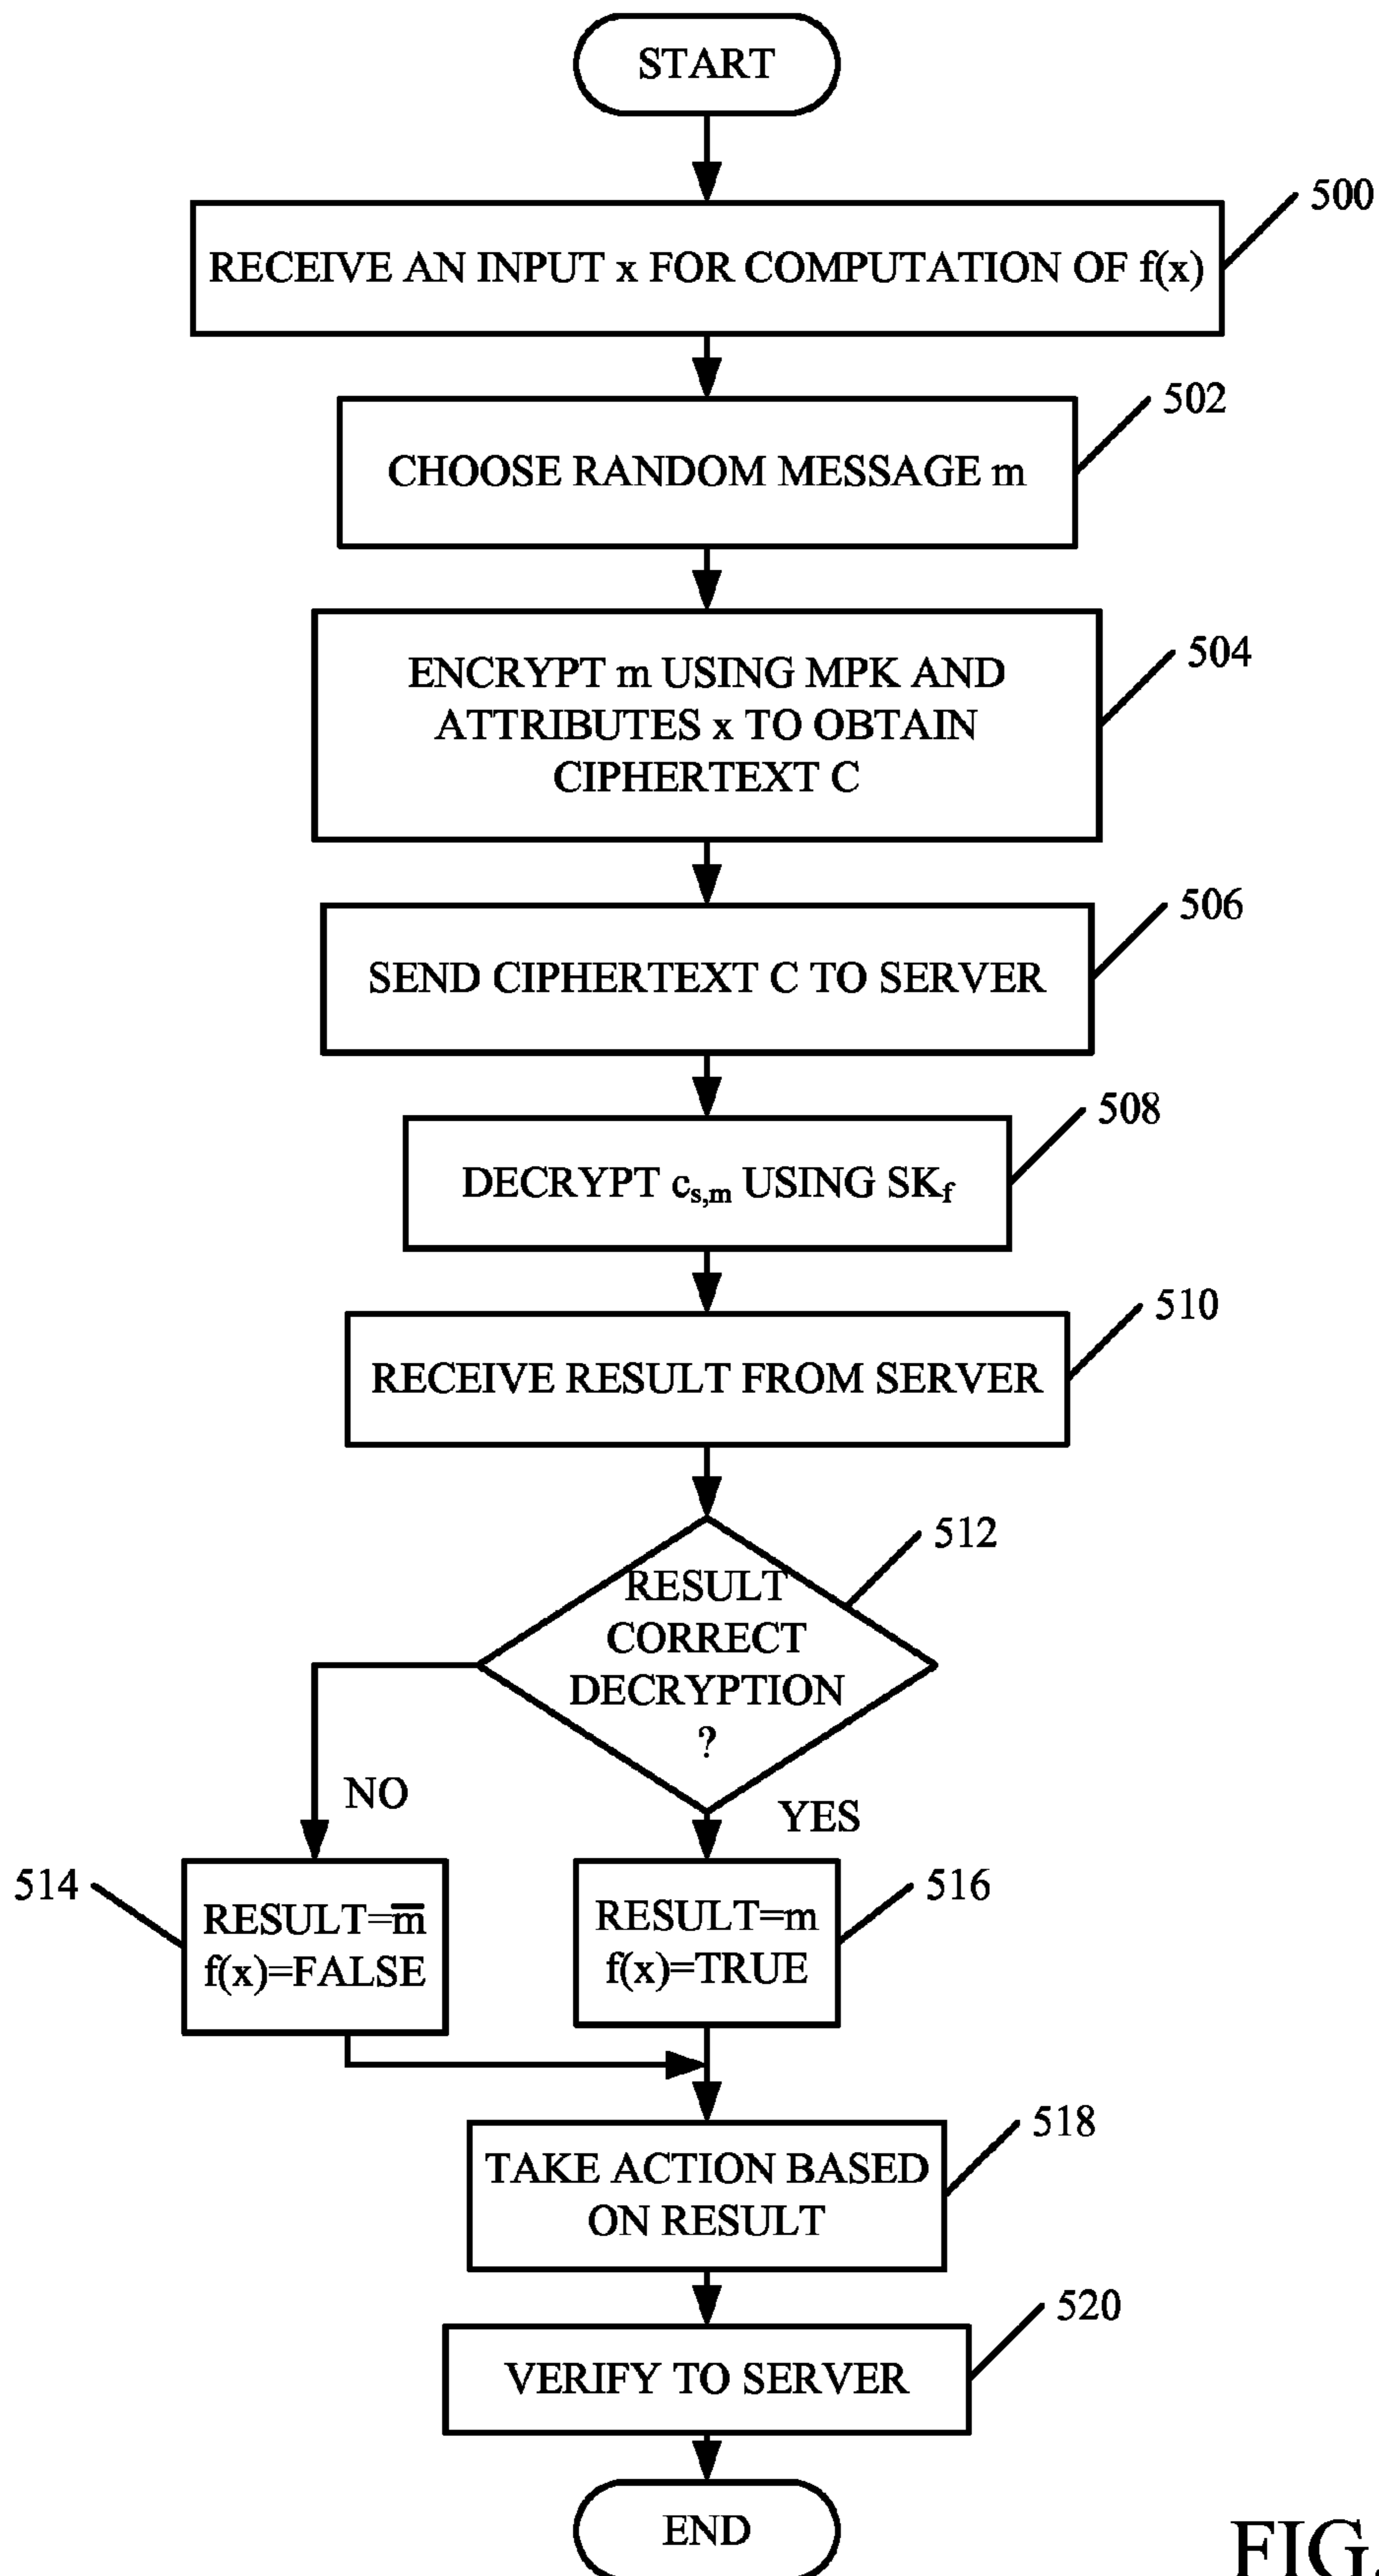 START
500
RECEIVE AN INPUT x FOR COMPUTATION OF f(x)
502
CHOOSE RANDOM MESSAGE m
504
ENCRYPT m USING MPK AND
ATTRIBUTES x TO OBTAIN
CIPHERTEXT C
506
SEND CIPHERTEXT C TO SERVER
508
DECRYPT cₛ,ₘ USING SK_f
510
RECEIVE RESULT FROM SERVER
512
RESULT
CORRECT
DECRYPTION
?
NO
YES
514
RESULT=m̅
f(x)=FALSE
516
RESULT=m
f(x)=TRUE
518
TAKE ACTION BASED
ON RESULT
520
VERIFY TO SERVER
END
FIG.